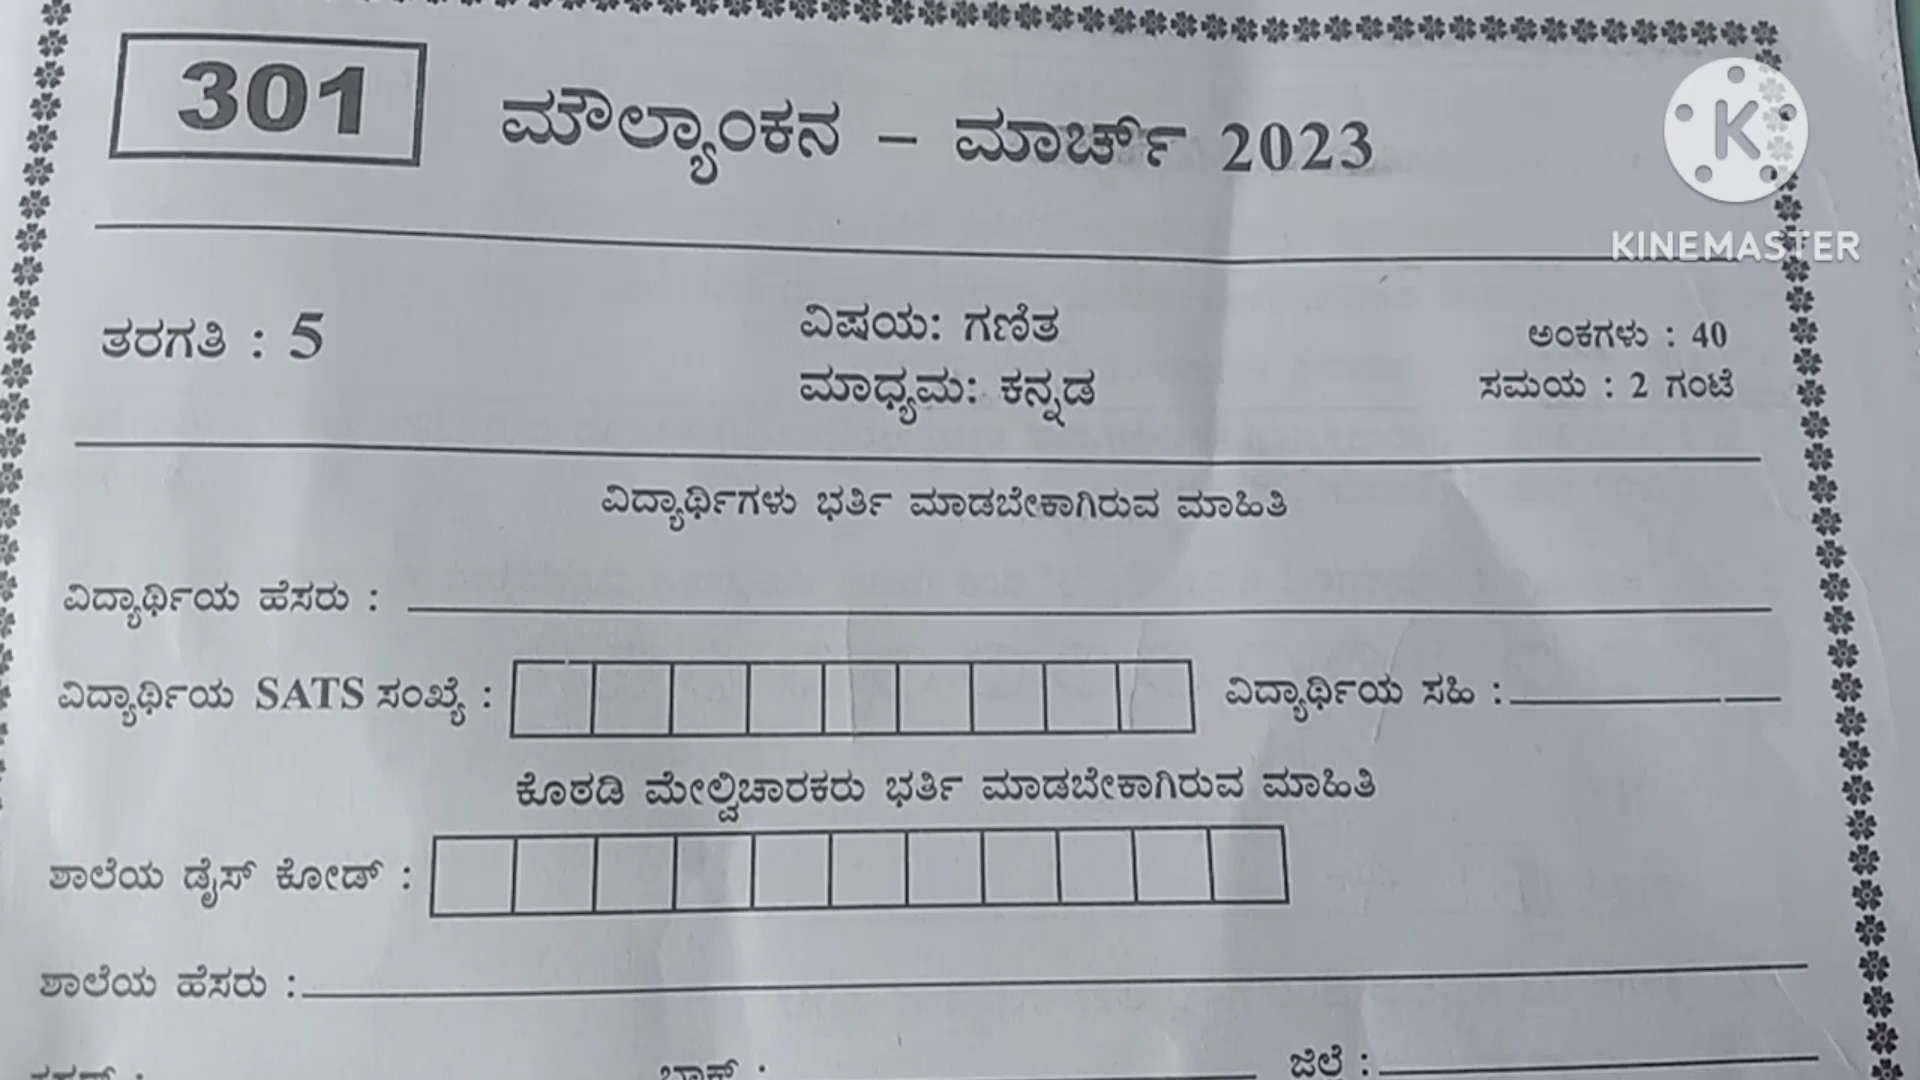 301 ಮೌಲ್ಯಾಂಕನ – ಮಾರ್ಚ್ 2023
K
KINEMASTER
ತರಗತಿ : 5
ವಿಷಯ: ಗಣಿತ
ಮಾಧ್ಯಮ: ಕನ್ನಡ
ಅಂಕಗಳು : 40
ಸಮಯ : 2 ಗಂಟೆ
ವಿದ್ಯಾರ್ಥಿಗಳು ಭರ್ತಿ ಮಾಡಬೇಕಾಗಿರುವ ಮಾಹಿತಿ
ವಿದ್ಯಾರ್ಥಿಯ ಹೆಸರು :
ವಿದ್ಯಾರ್ಥಿಯ SATS ಸಂಖ್ಯೆ : ವಿದ್ಯಾರ್ಥಿಯ ಸಹಿ :
ಕೊಠಡಿ ಮೇಲ್ವಿಚಾರಕರು ಭರ್ತಿ ಮಾಡಬೇಕಾಗಿರುವ ಮಾಹಿತಿ
ಶಾಲೆಯ ಡೈಸ್ ಕೋಡ್ :
ಶಾಲೆಯ ಹೆಸರು :
ಜಿಲ್ಲೆ :